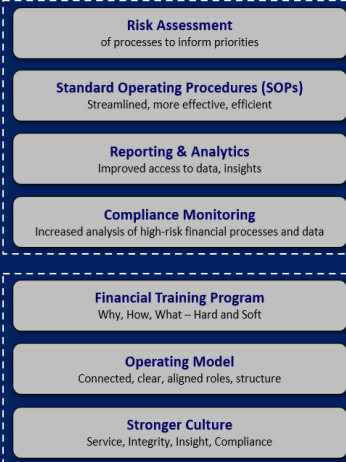 Risk Assessment
of processes to inform priorities
Standard Operating Procedures (SOPs)
Streamlined, more effective, efficient
Reporting & Analytics
Improved access to data, insights
Compliance Monitoring
Increased analysis of high-risk financial processes and data
Financial Training Program
Why, How, What – Hard and Soft
Operating Model
Connected, clear, aligned roles, structure
Stronger Culture
Service, Integrity, Insight, Compliance